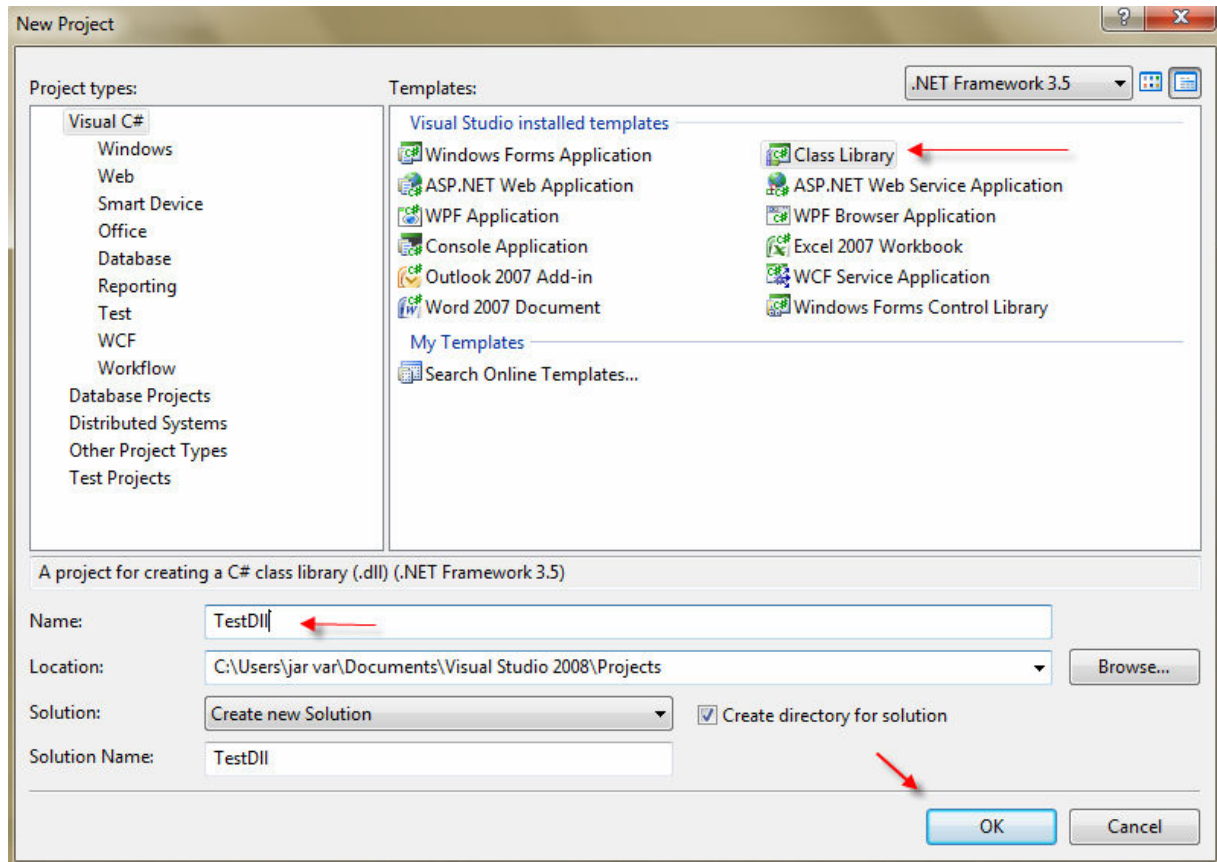 New Project
Project types:
Visual C#
Windows
Web
Smart Device
Office
Database
Reporting
Test
WCF
Workflow
Database Projects
Distributed Systems
Other Project Types
Test Projects
Templates:
.NET Framework 3.5
Visual Studio installed templates
Windows Forms Application
Class Library
ASP.NET Web Application
ASP.NET Web Service Application
WPF Application
WPF Browser Application
Console Application
Excel 2007 Workbook
Outlook 2007 Add-in
WCF Service Application
Word 2007 Document
Windows Forms Control Library
My Templates
Search Online Templates...
A project for creating a C# class library (.dll) (.NET Framework 3.5)
Name: TestDll
Location: C:\Users\jar var\Documents\Visual Studio 2008\Projects Browse...
Solution: Create new Solution Create directory for solution
Solution Name: TestDll
OK Cancel